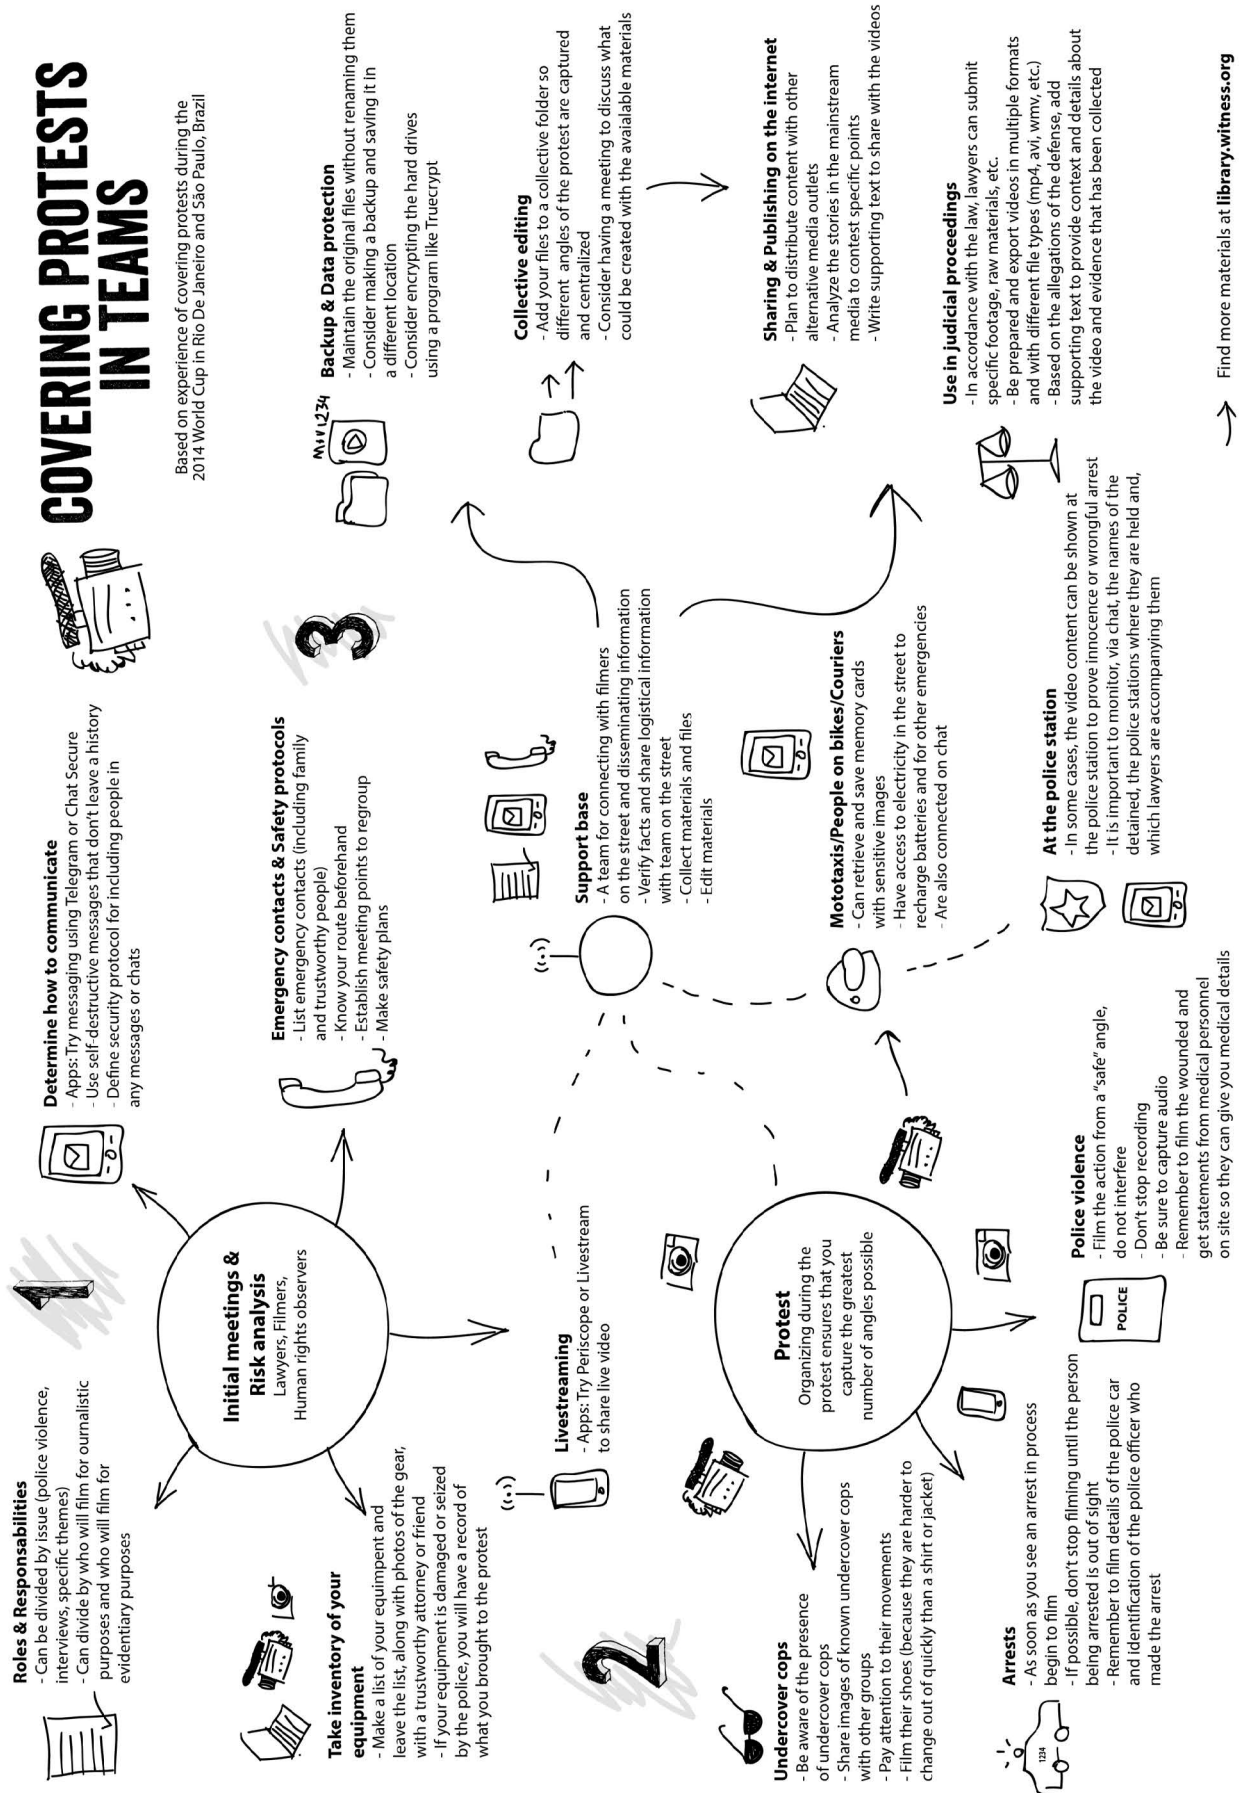 COVERING PROTESTS
IN TEAMS
Based on experience of covering protests during the
2014 World Cup in Rio De Janeiro and São Paulo, Brazil
1
Roles & Responsabilities
- Can be divided by issue (police violence,
interviews, specific themes)
- Can divide by who will film for ournalistic
purposes and who will film for
evidentiary purposes
Determine how to communicate
- Apps: Try messaging using Telegram or Chat Secure
- Use self-destructive messages that don't leave a history
- Define security protocol for including people in
any messages or chats
Initial meetings &
Risk analysis
Lawyers, Filmers,
Human rights observers
Emergency contacts & Safety protocols
- List emergency contacts (including family
and trustworthy people)
- Know your route beforehand
- Establish meeting points to regroup
- Make safety plans
Take inventory of your
equipment
- Make a list of your equimpent and
leave the list, along with photos of the gear,
with a trustworthy attorney or friend
- If your equipment is damaged or seized
by the police, you will have a record of
what you brought to the protest
Livestreaming
- Apps: Try Periscope or Livestream
to share live video
2
Protest
Organizing during the
protest ensures that you
capture the greatest
number of angles possible
Undercover cops
- Be aware of the presence
of undercover cops
- Share images of known undercover cops
with other groups
- Pay attention to their movements
- Film their shoes (because they are harder to
change out of quickly than a shirt or jacket)
Arrests
- As soon as you see an arrest in process
begin to film
- If possible, don't stop filming until the person
being arrested is out of sight
- Remember to film details of the police car
and identification of the police officer who
made the arrest
1234
POLICE
Police violence
- Film the action from a "safe" angle,
do not interfere
- Don't stop recording
- Be sure to capture audio
- Remember to film the wounded and
get statements from medical personnel
on site so they can give you medical details
3
Support base
- A team for connecting with filmers
on the street and disseminating information
- Verify facts and share logistical information
with team on the street
- Collect materials and files
- Edit materials
Mototaxis/People on bikes/Couriers
- Can retrieve and save memory cards
with sensitive images
- Have access to electricity in the street to
recharge batteries and for other emergencies
- Are also connected on chat
At the police station
- In some cases, the video content can be shown at
the police station to prove innocence or wrongful arrest
- It is important to monitor, via chat, the names of the
detained, the police stations where they are held and,
which lawyers are accompanying them
MOV1234
Backup & Data protection
- Maintain the original files without renaming them
- Consider making a backup and saving it in
a different location
- Consider encrypting the hard drives
using a program like Truecrypt
Collective editing
- Add your files to a collective folder so
different angles of the protest are captured
and centralized
- Consider having a meeting to discuss what
could be created with the avaiable materials
Sharing & Publishing on the internet
- Plan to distribute content with other
alternative media outlets
- Analyze the stories in the mainstream
media to contest specific points
- Write supporting text to share with the videos
Use in judicial proceedings
- In accordance with the law, lawyers can submit
specific footage, raw materials, etc.
- Be prepared and export videos in multiple formats
and with different file types (mp4, avi, wmv, etc.)
- Based on the allegations of the defense, add
supporting text to provide context and details about
the video and evidence that has been collected
Find more materials at library.witness.org